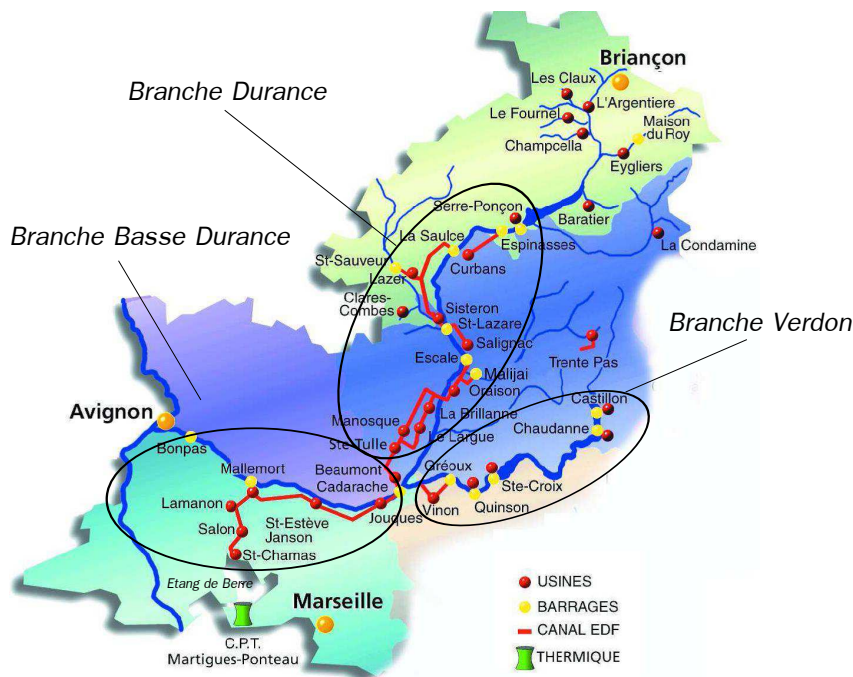 Briançon
Les Claux
L'Argentiere
Le Fournel
Maison
du Roy
Champcella
Eygliers
Branche Durance
Serre-Ponçon
Baratier
La Saulce
Espinasses
La Condamine
Branche Basse Durance
St-Sauveur
Curbans
Lazer
Clares-
Combes
Sisteron
St-Lazare
Branche Verdon
Salignac
Escale
Trente Pas
Malijai
Oraison
Castillon
Avignon
Manosque
La Brillanne
Chaudanne
Ste-Tulle
Le Largue
Bonpas
Beaumont
Gréoux
Mallemort
Cadarache
Ste-Croix
Lamanon
St-Estève
Janson
Jouques
Vinon
Quinson
Salon
St-Chamas
Etang de Berre
USINES
Marseille
BARRAGES
CANAL EDF
C.P.T.
Martigues-Ponteau
THERMIQUE